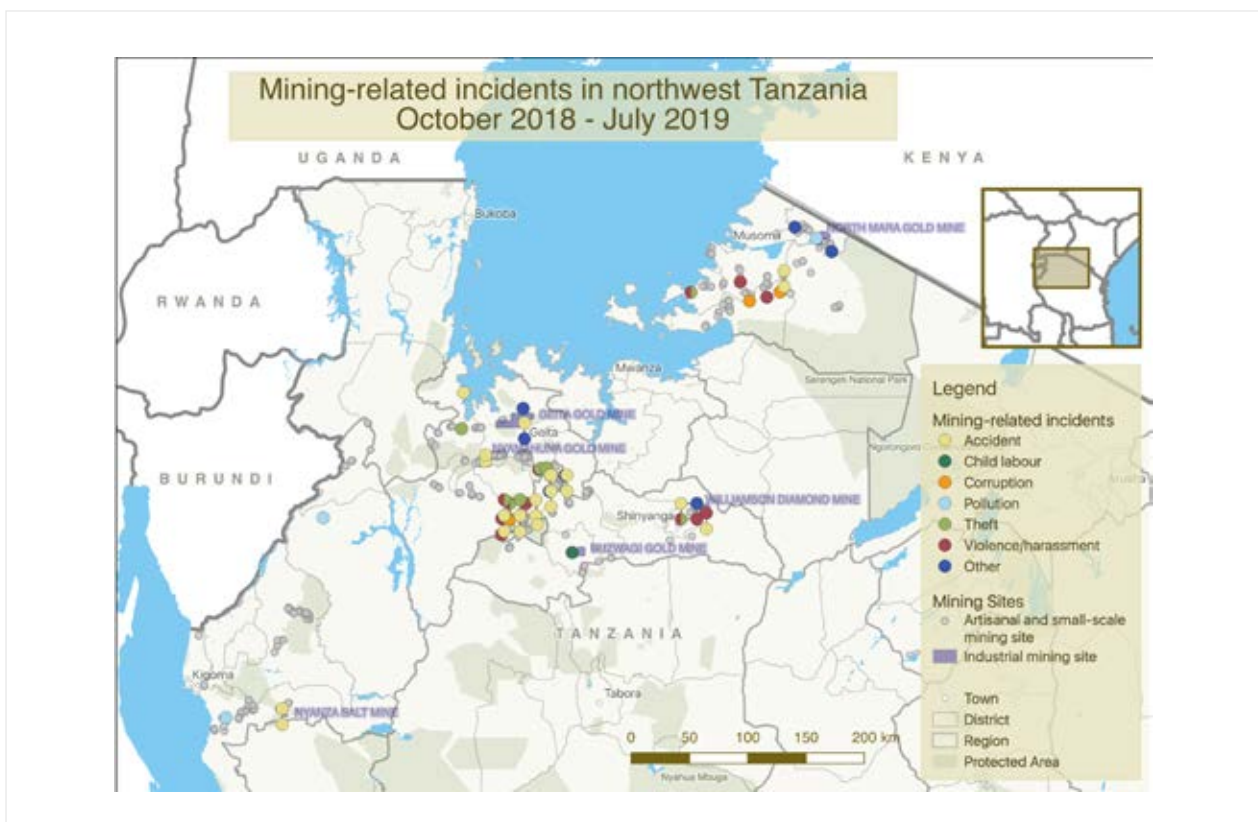 Mining-related incidents in northwest Tanzania
October 2018 - July 2019
UGANDA
KENYA
Bukoba
Musoma
NORTH MARA GOLD MINE
RWANDA
Mwanza
Serengeti National Park
GEITA GOLD MINE
Geita
BURUNDI
Shinyanga
WILLIAMSON DIAMOND MINE
BUZWAGI GOLD MINE
TANZANIA
Kigoma
Tabora
NYANZA SALT MINE
Nyahua Mbuga
0 50 100 150 200 km
Legend
Mining-related incidents
Accident
Child labour
Corruption
Pollution
Theft
Violence/harassment
Other
Mining Sites
Artisanal and small-scale
mining site
Industrial mining site
Town
District
Region
Protected Area